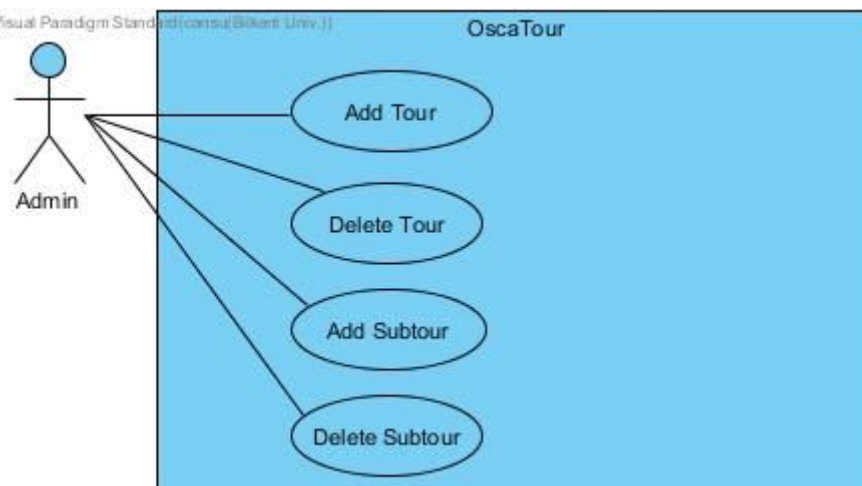 Visual Paradigm Standard(cansu(Bilkent Univ.))
OscaTour
Add Tour
Admin
Delete Tour
Add Subtour
Delete Subtour